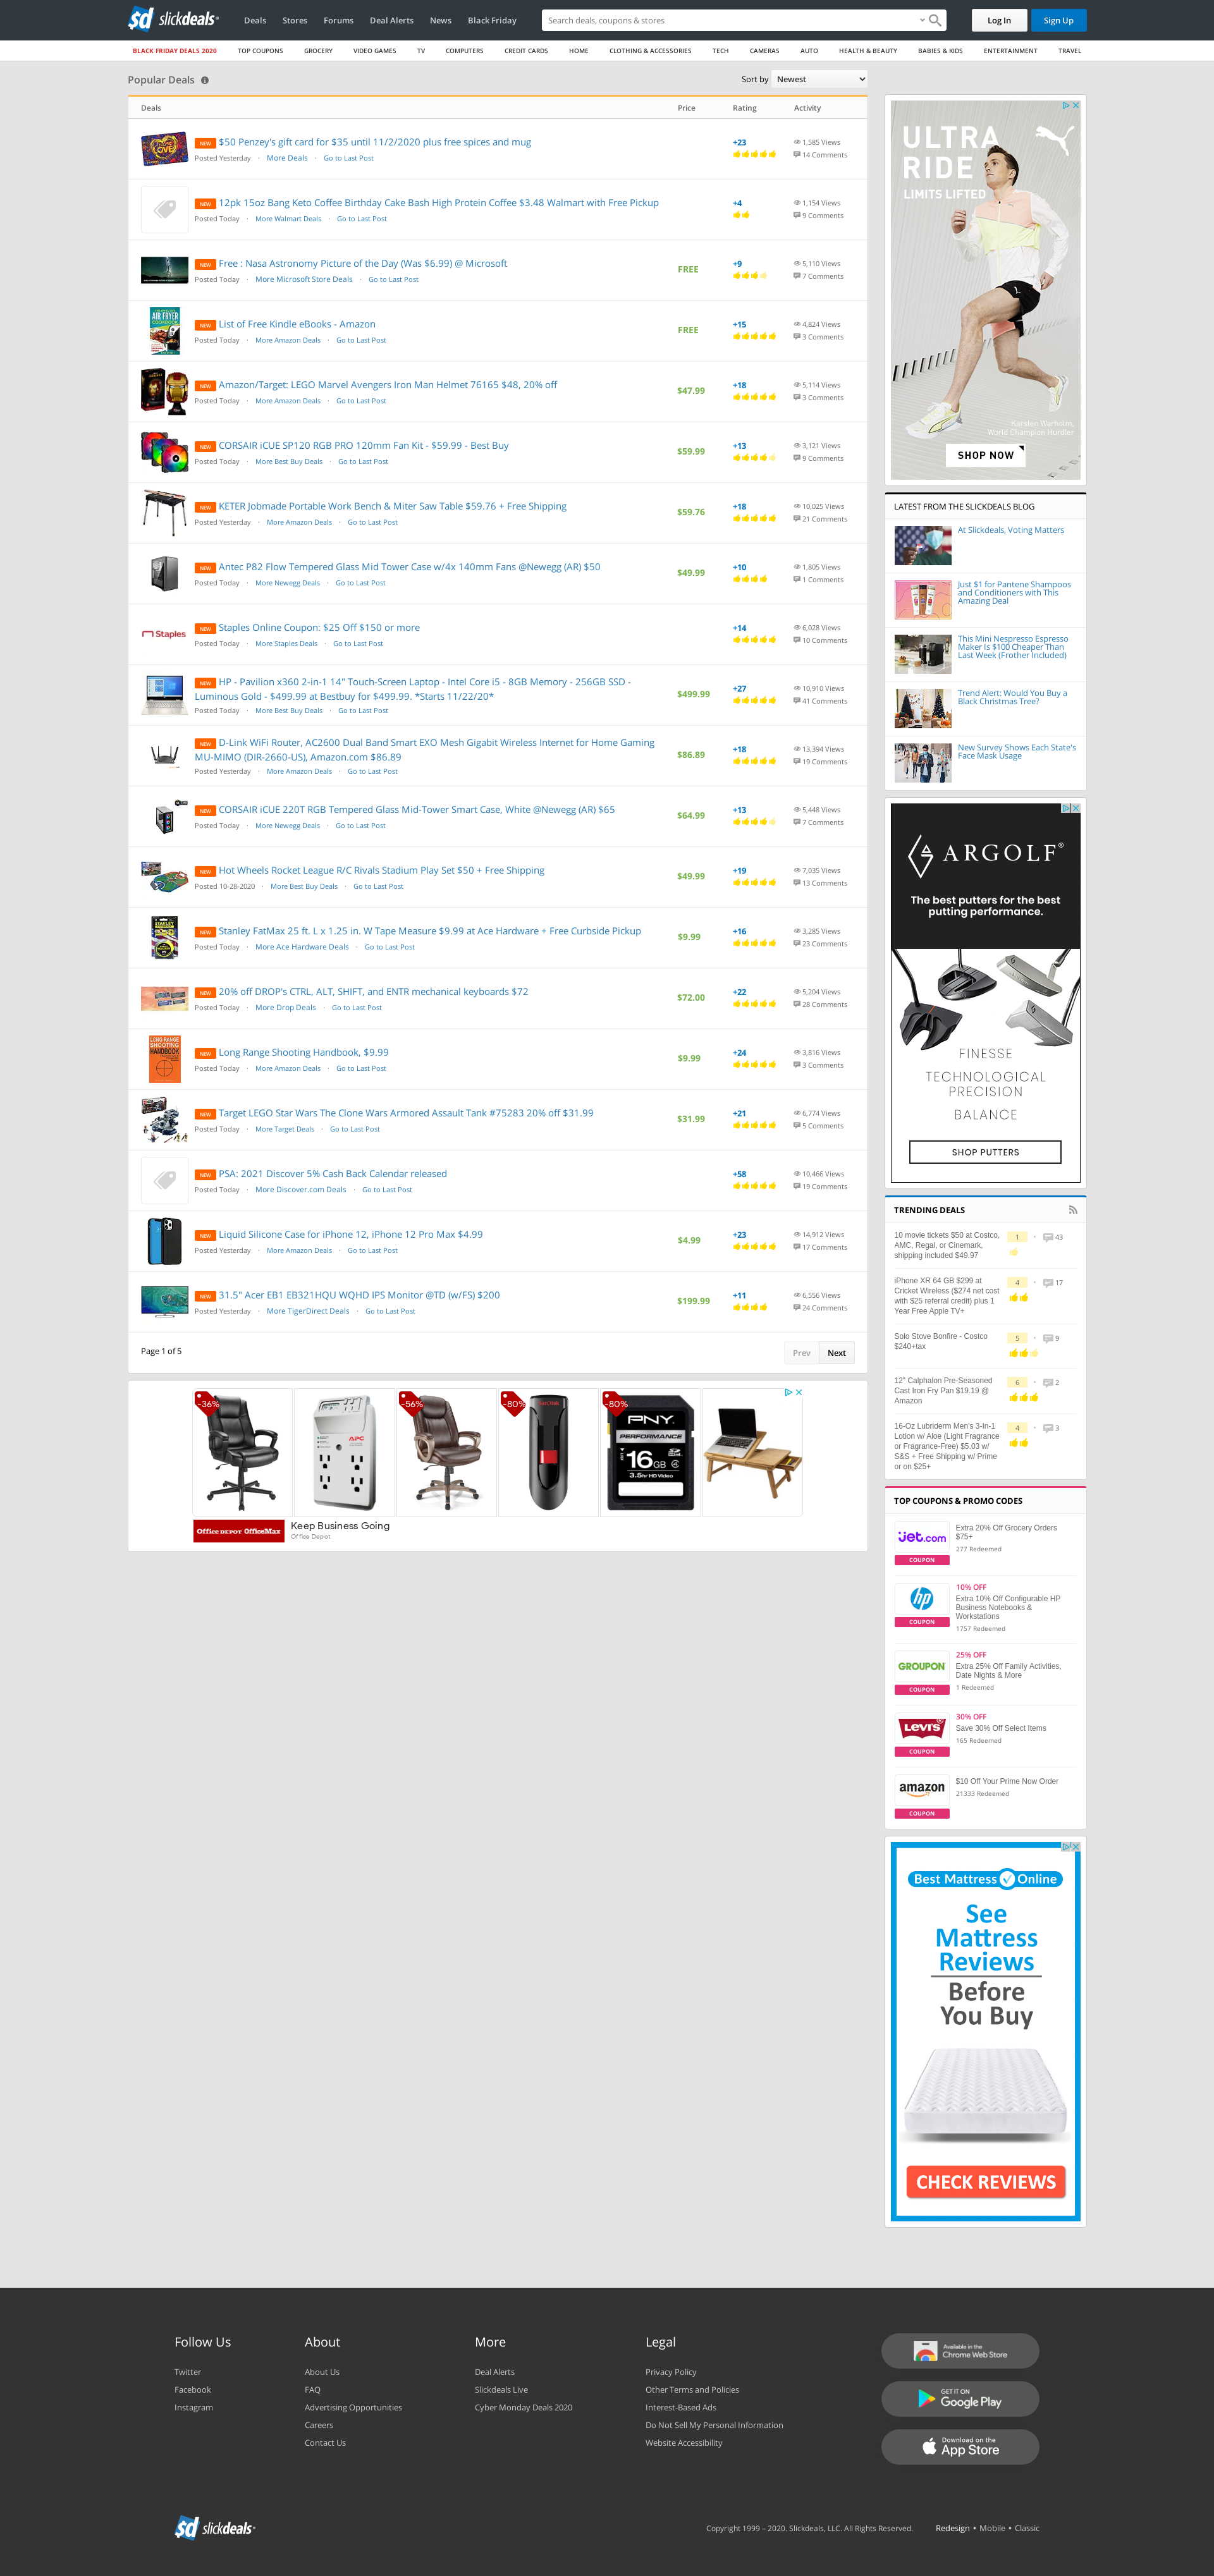 sd slickdeals
Deals Stores Forums Deal Alerts News Black Friday
Search deals, coupons & stores
Log In Sign Up
BLACK FRIDAY DEALS 2020 TOP COUPONS GROCERY VIDEO GAMES TV COMPUTERS CREDIT CARDS HOME CLOTHING & ACCESSORIES TECH CAMERAS AUTO HEALTH & BEAUTY BABIES & KIDS ENTERTAINMENT TRAVEL
Popular Deals
Sort by Newest
Deals Price Rating Activity
NEW $50 Penzey's gift card for $35 until 11/2/2020 plus free spices and mug
Posted Yesterday · More Deals · Go to Last Post
+23
1,585 Views
14 Comments
NEW 12pk 15oz Bang Keto Coffee Birthday Cake Bash High Protein Coffee $3.48 Walmart with Free Pickup
Posted Today · More Walmart Deals · Go to Last Post
+4
1,154 Views
9 Comments
NEW Free : Nasa Astronomy Picture of the Day (Was $6.99) @ Microsoft
Posted Today · More Microsoft Store Deals · Go to Last Post
FREE
+9
5,110 Views
7 Comments
AIR FRYER
COOKBOOK
NEW List of Free Kindle eBooks - Amazon
Posted Today · More Amazon Deals · Go to Last Post
FREE
+15
4,824 Views
3 Comments
NEW Amazon/Target: LEGO Marvel Avengers Iron Man Helmet 76165 $48, 20% off
Posted Today · More Amazon Deals · Go to Last Post
$47.99
+18
5,114 Views
3 Comments
NEW CORSAIR iCUE SP120 RGB PRO 120mm Fan Kit - $59.99 - Best Buy
Posted Today · More Best Buy Deals · Go to Last Post
$59.99
+13
3,121 Views
9 Comments
NEW KETER Jobmade Portable Work Bench & Miter Saw Table $59.76 + Free Shipping
Posted Yesterday · More Amazon Deals · Go to Last Post
$59.76
+18
10,025 Views
21 Comments
NEW Antec P82 Flow Tempered Glass Mid Tower Case w/4x 140mm Fans @Newegg (AR) $50
Posted Today · More Newegg Deals · Go to Last Post
$49.99
+10
1,805 Views
1 Comments
Staples
NEW Staples Online Coupon: $25 Off $150 or more
Posted Today · More Staples Deals · Go to Last Post
+14
6,028 Views
10 Comments
NEW HP - Pavilion x360 2-in-1 14" Touch-Screen Laptop - Intel Core i5 - 8GB Memory - 256GB SSD -
Luminous Gold - $499.99 at Bestbuy for $499.99. *Starts 11/22/20*
Posted Today · More Best Buy Deals · Go to Last Post
$499.99
+27
10,910 Views
41 Comments
NEW D-Link WiFi Router, AC2600 Dual Band Smart EXO Mesh Gigabit Wireless Internet for Home Gaming
MU-MIMO (DIR-2660-US), Amazon.com $86.89
Posted Yesterday · More Amazon Deals · Go to Last Post
$86.89
+18
13,394 Views
19 Comments
NEW CORSAIR iCUE 220T RGB Tempered Glass Mid-Tower Smart Case, White @Newegg (AR) $65
Posted Today · More Newegg Deals · Go to Last Post
$64.99
+13
5,448 Views
7 Comments
NEW Hot Wheels Rocket League R/C Rivals Stadium Play Set $50 + Free Shipping
Posted 10-28-2020 · More Best Buy Deals · Go to Last Post
$49.99
+19
7,035 Views
13 Comments
NEW Stanley FatMax 25 ft. L x 1.25 in. W Tape Measure $9.99 at Ace Hardware + Free Curbside Pickup
Posted Today · More Ace Hardware Deals · Go to Last Post
$9.99
+16
3,285 Views
23 Comments
NEW 20% off DROP's CTRL, ALT, SHIFT, and ENTR mechanical keyboards $72
Posted Today · More Drop Deals · Go to Last Post
$72.00
+22
5,204 Views
28 Comments
LONG RANGE
SHOOTING
HANDBOOK
NEW Long Range Shooting Handbook, $9.99
Posted Today · More Amazon Deals · Go to Last Post
$9.99
+24
3,816 Views
3 Comments
NEW Target LEGO Star Wars The Clone Wars Armored Assault Tank #75283 20% off $31.99
Posted Today · More Target Deals · Go to Last Post
$31.99
+21
6,774 Views
5 Comments
NEW PSA: 2021 Discover 5% Cash Back Calendar released
Posted Today · More Discover.com Deals · Go to Last Post
+58
10,466 Views
19 Comments
NEW Liquid Silicone Case for iPhone 12, iPhone 12 Pro Max $4.99
Posted Yesterday · More Amazon Deals · Go to Last Post
$4.99
+23
14,912 Views
17 Comments
NEW 31.5" Acer EB1 EB321HQU WQHD IPS Monitor @TD (w/FS) $200
Posted Yesterday · More TigerDirect Deals · Go to Last Post
$199.99
+11
6,556 Views
24 Comments
Page 1 of 5
Prev Next
-36% -56% -80% -80%
APC
SanDisk
PNY
PERFORMANCE
16 GB
3.5hr HD Video
Office DEPOT OfficeMax
Keep Business Going
Office Depot
ULTRA
RIDE
LIMITS LIFTED
Karsten Warholm,
World Champion Hurdler
SHOP NOW
LATEST FROM THE SLICKDEALS BLOG
At Slickdeals, Voting Matters
Just $1 for Pantene Shampoos
and Conditioners with This
Amazing Deal
This Mini Nespresso Espresso
Maker Is $100 Cheaper Than
Last Week (Frother Included)
Trend Alert: Would You Buy a
Black Christmas Tree?
New Survey Shows Each State's
Face Mask Usage
ARGOLF®
The best putters for the best
putting performance.
FINESSE
TECHNOLOGICAL
PRECISION
BALANCE
SHOP PUTTERS
TRENDING DEALS
10 movie tickets $50 at Costco,
AMC, Regal, or Cinemark,
shipping included $49.97
1 · 43
iPhone XR 64 GB $299 at
Cricket Wireless ($274 net cost
with $25 referral credit) plus 1
Year Free Apple TV+
4 · 17
Solo Stove Bonfire - Costco
$240+tax
5 · 9
12" Calphalon Pre-Seasoned
Cast Iron Fry Pan $19.19 @
Amazon
6 · 2
16-Oz Lubriderm Men's 3-In-1
Lotion w/ Aloe (Light Fragrance
or Fragrance-Free) $5.03 w/
S&S + Free Shipping w/ Prime
or on $25+
4 · 3
TOP COUPONS & PROMO CODES
jet.com
COUPON
Extra 20% Off Grocery Orders
$75+
277 Redeemed
hp
COUPON
10% OFF
Extra 10% Off Configurable HP
Business Notebooks &
Workstations
1757 Redeemed
GROUPON
COUPON
25% OFF
Extra 25% Off Family Activities,
Date Nights & More
1 Redeemed
LEVI'S
COUPON
30% OFF
Save 30% Off Select Items
165 Redeemed
amazon
COUPON
$10 Off Your Prime Now Order
21333 Redeemed
Best Mattress Online
See
Mattress
Reviews
Before
You Buy
CHECK REVIEWS
Follow Us
Twitter
Facebook
Instagram
About
About Us
FAQ
Advertising Opportunities
Careers
Contact Us
More
Deal Alerts
Slickdeals Live
Cyber Monday Deals 2020
Legal
Privacy Policy
Other Terms and Policies
Interest-Based Ads
Do Not Sell My Personal Information
Website Accessibility
Available in the
Chrome Web Store
GET IT ON
Google Play
Download on the
App Store
sd slickdeals
Copyright 1999 – 2020. Slickdeals, LLC. All Rights Reserved.
Redesign • Mobile • Classic